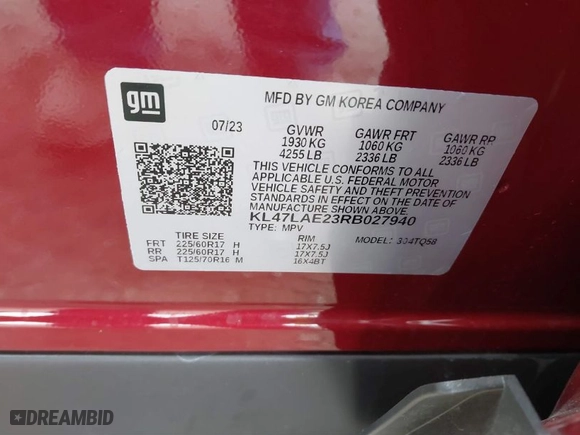 gm
MFD BY GM KOREA COMPANY
07/23 GVWR GAWR FRT GAWR RR
1930 KG 1060 KG 1060 KG
4255 LB 2336 LB 2336 LB
THIS VEHICLE CONFORMS TO ALL
APPLICABLE U.S. FEDERAL MOTOR
VEHICLE SAFETY AND THEFT PREVENTION
STANDARDS IN EFFECT ON THE DATE OF
MANUFACTURE SHOWN ABOVE.
KL47LAE23RB027940
TYPE: MPV
TIRE SIZE RIM MODEL:
FRT 225/60R17 H 17X7.5J
RR 225/60R17 H 17X7.5J
SPA T125/70R16 M 16X4BT
DREAMBID